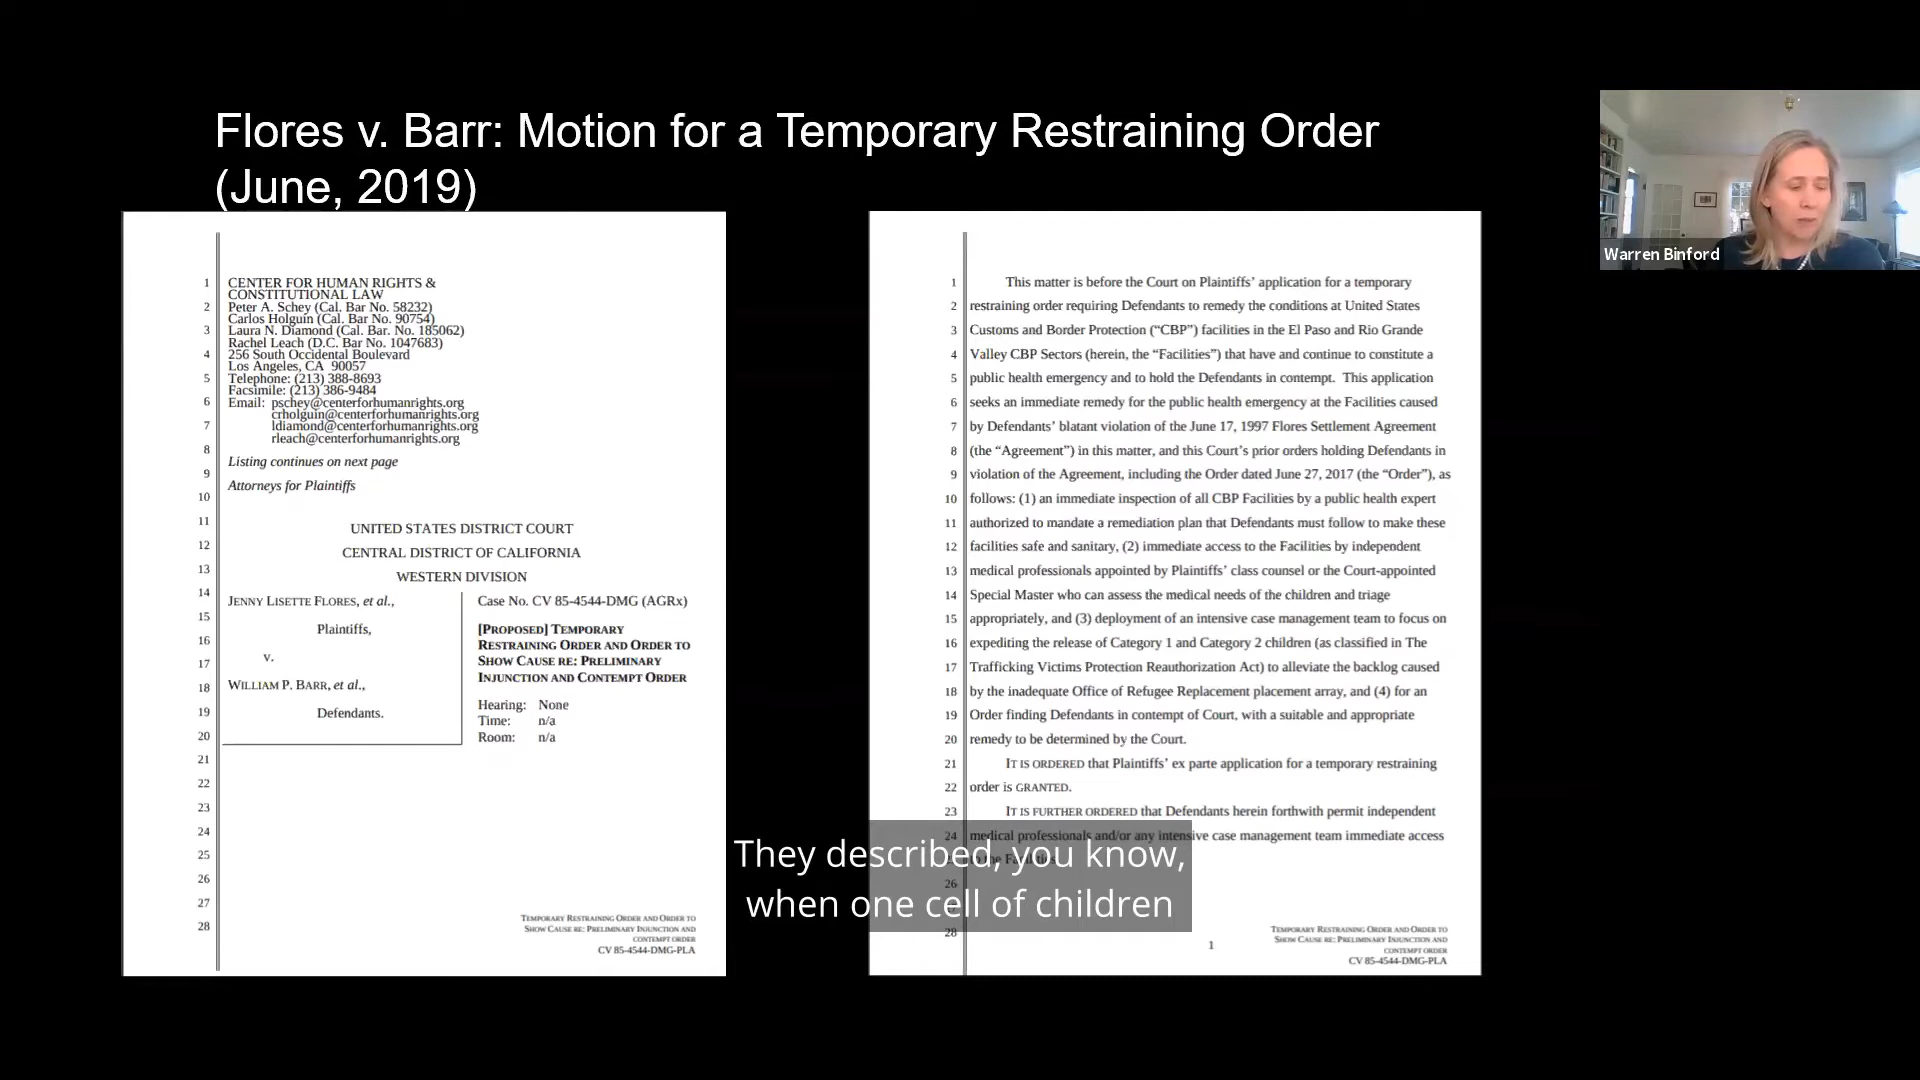 Flores v. Barr: Motion for a Temporary Restraining Order
(June, 2019)
Warren Binford
1 CENTER FOR HUMAN RIGHTS &
CONSTITUTIONAL LAW
2 Peter A. Schey (Cal. Bar No. 58232)
Carlos Holguin (Cal. Bar No. 90754)
3 Laura N. Diamond (Cal. Bar. No. 185062)
Rachel Leach (D.C. Bar No. 1047683)
4 256 South Occidental Boulevard
Los Angeles, CA 90057
5 Telephone: (213) 388-8693
Facsimile: (213) 386-9484
6 Email: pschey@centerforhumanrights.org
crholguin@centerforhumanrights.org
7 ldiamond@centerforhumanrights.org
rleach@centerforhumanrights.org
8
Listing continues on next page
9
Attorneys for Plaintiffs
10
11 UNITED STATES DISTRICT COURT
12 CENTRAL DISTRICT OF CALIFORNIA
13 WESTERN DIVISION
14 JENNY LISETTE FLORES, et al., Case No. CV 85-4544-DMG (AGRx)
15 Plaintiffs, [PROPOSED] TEMPORARY
16 RESTRAINING ORDER AND ORDER TO
v. SHOW CAUSE RE: PRELIMINARY
17 INJUNCTION AND CONTEMPT ORDER
18 WILLIAM P. BARR, et al.,
Hearing: None
19 Defendants. Time: n/a
20 Room: n/a
21
22
23
24
25
26
27
28
TEMPORARY RESTRAINING ORDER AND ORDER TO
SHOW CAUSE RE: PRELIMINARY INJUNCTION AND
CONTEMPT ORDER
CV 85-4544-DMG-PLA
1 This matter is before the Court on Plaintiffs’ application for a temporary
2 restraining order requiring Defendants to remedy the conditions at United States
3 Customs and Border Protection (“CBP”) facilities in the El Paso and Rio Grande
4 Valley CBP Sectors (herein, the “Facilities”) that have and continue to constitute a
5 public health emergency and to hold the Defendants in contempt. This application
6 seeks an immediate remedy for the public health emergency at the Facilities caused
7 by Defendants’ blatant violation of the June 17, 1997 Flores Settlement Agreement
8 (the “Agreement”) in this matter, and this Court’s prior orders holding Defendants in
9 violation of the Agreement, including the Order dated June 27, 2017 (the “Order”), as
10 follows: (1) an immediate inspection of all CBP Facilities by a public health expert
11 authorized to mandate a remediation plan that Defendants must follow to make these
12 facilities safe and sanitary, (2) immediate access to the Facilities by independent
13 medical professionals appointed by Plaintiffs’ class counsel or the Court-appointed
14 Special Master who can assess the medical needs of the children and triage
15 appropriately, and (3) deployment of an intensive case management team to focus on
16 expediting the release of Category 1 and Category 2 children (as classified in The
17 Trafficking Victims Protection Reauthorization Act) to alleviate the backlog caused
18 by the inadequate Office of Refugee Replacement placement array, and (4) for an
19 Order finding Defendants in contempt of Court, with a suitable and appropriate
20 remedy to be determined by the Court.
21 IT IS ORDERED that Plaintiffs’ ex parte application for a temporary restraining
22 order is GRANTED.
23 IT IS FURTHER ORDERED that Defendants herein forthwith permit independent
24 medical professionals and/or any intensive case management team immediate access
26
28
1
TEMPORARY RESTRAINING ORDER AND ORDER TO
SHOW CAUSE RE: PRELIMINARY INJUNCTION AND
CONTEMPT ORDER
CV 85-4544-DMG-PLA
They described, you know,
when one cell of children